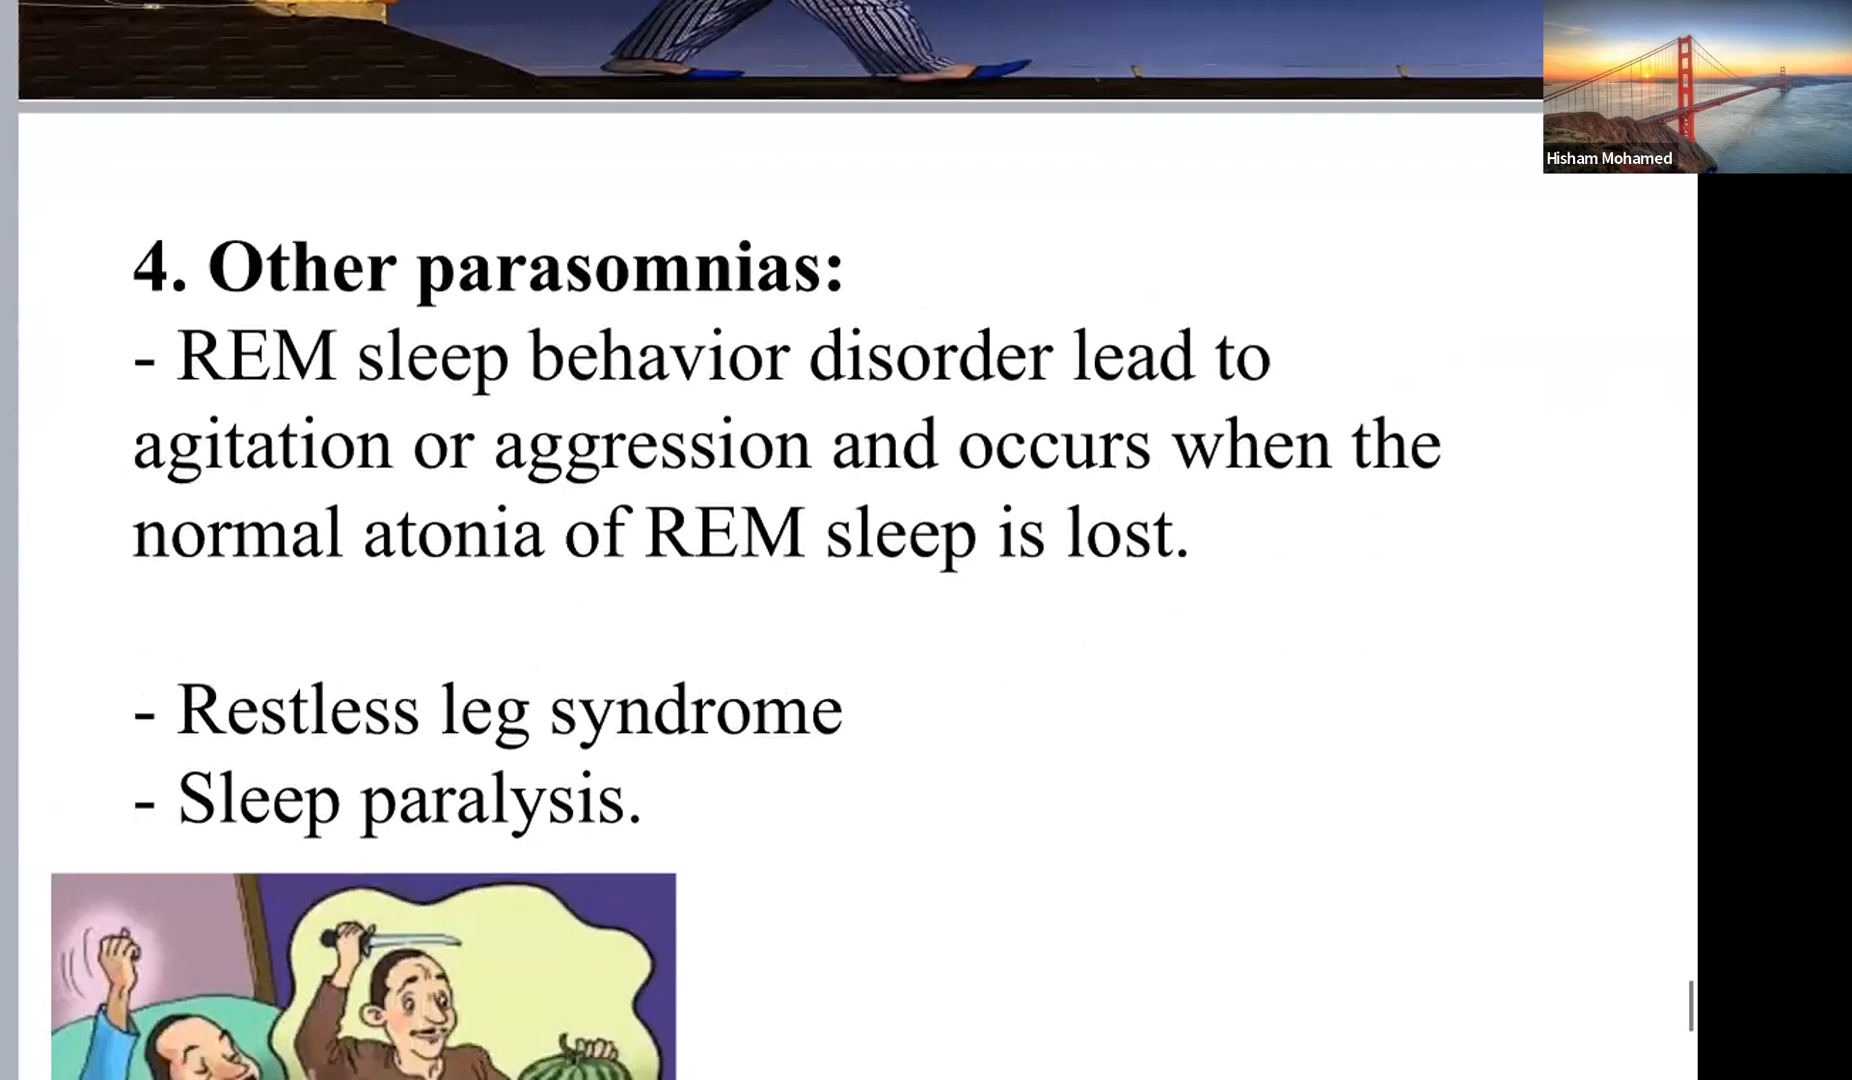 Hisham Mohamed
4. Other parasomnias:
- REM sleep behavior disorder lead to
agitation or aggression and occurs when the
normal atonia of REM sleep is lost.
- Restless leg syndrome
- Sleep paralysis.